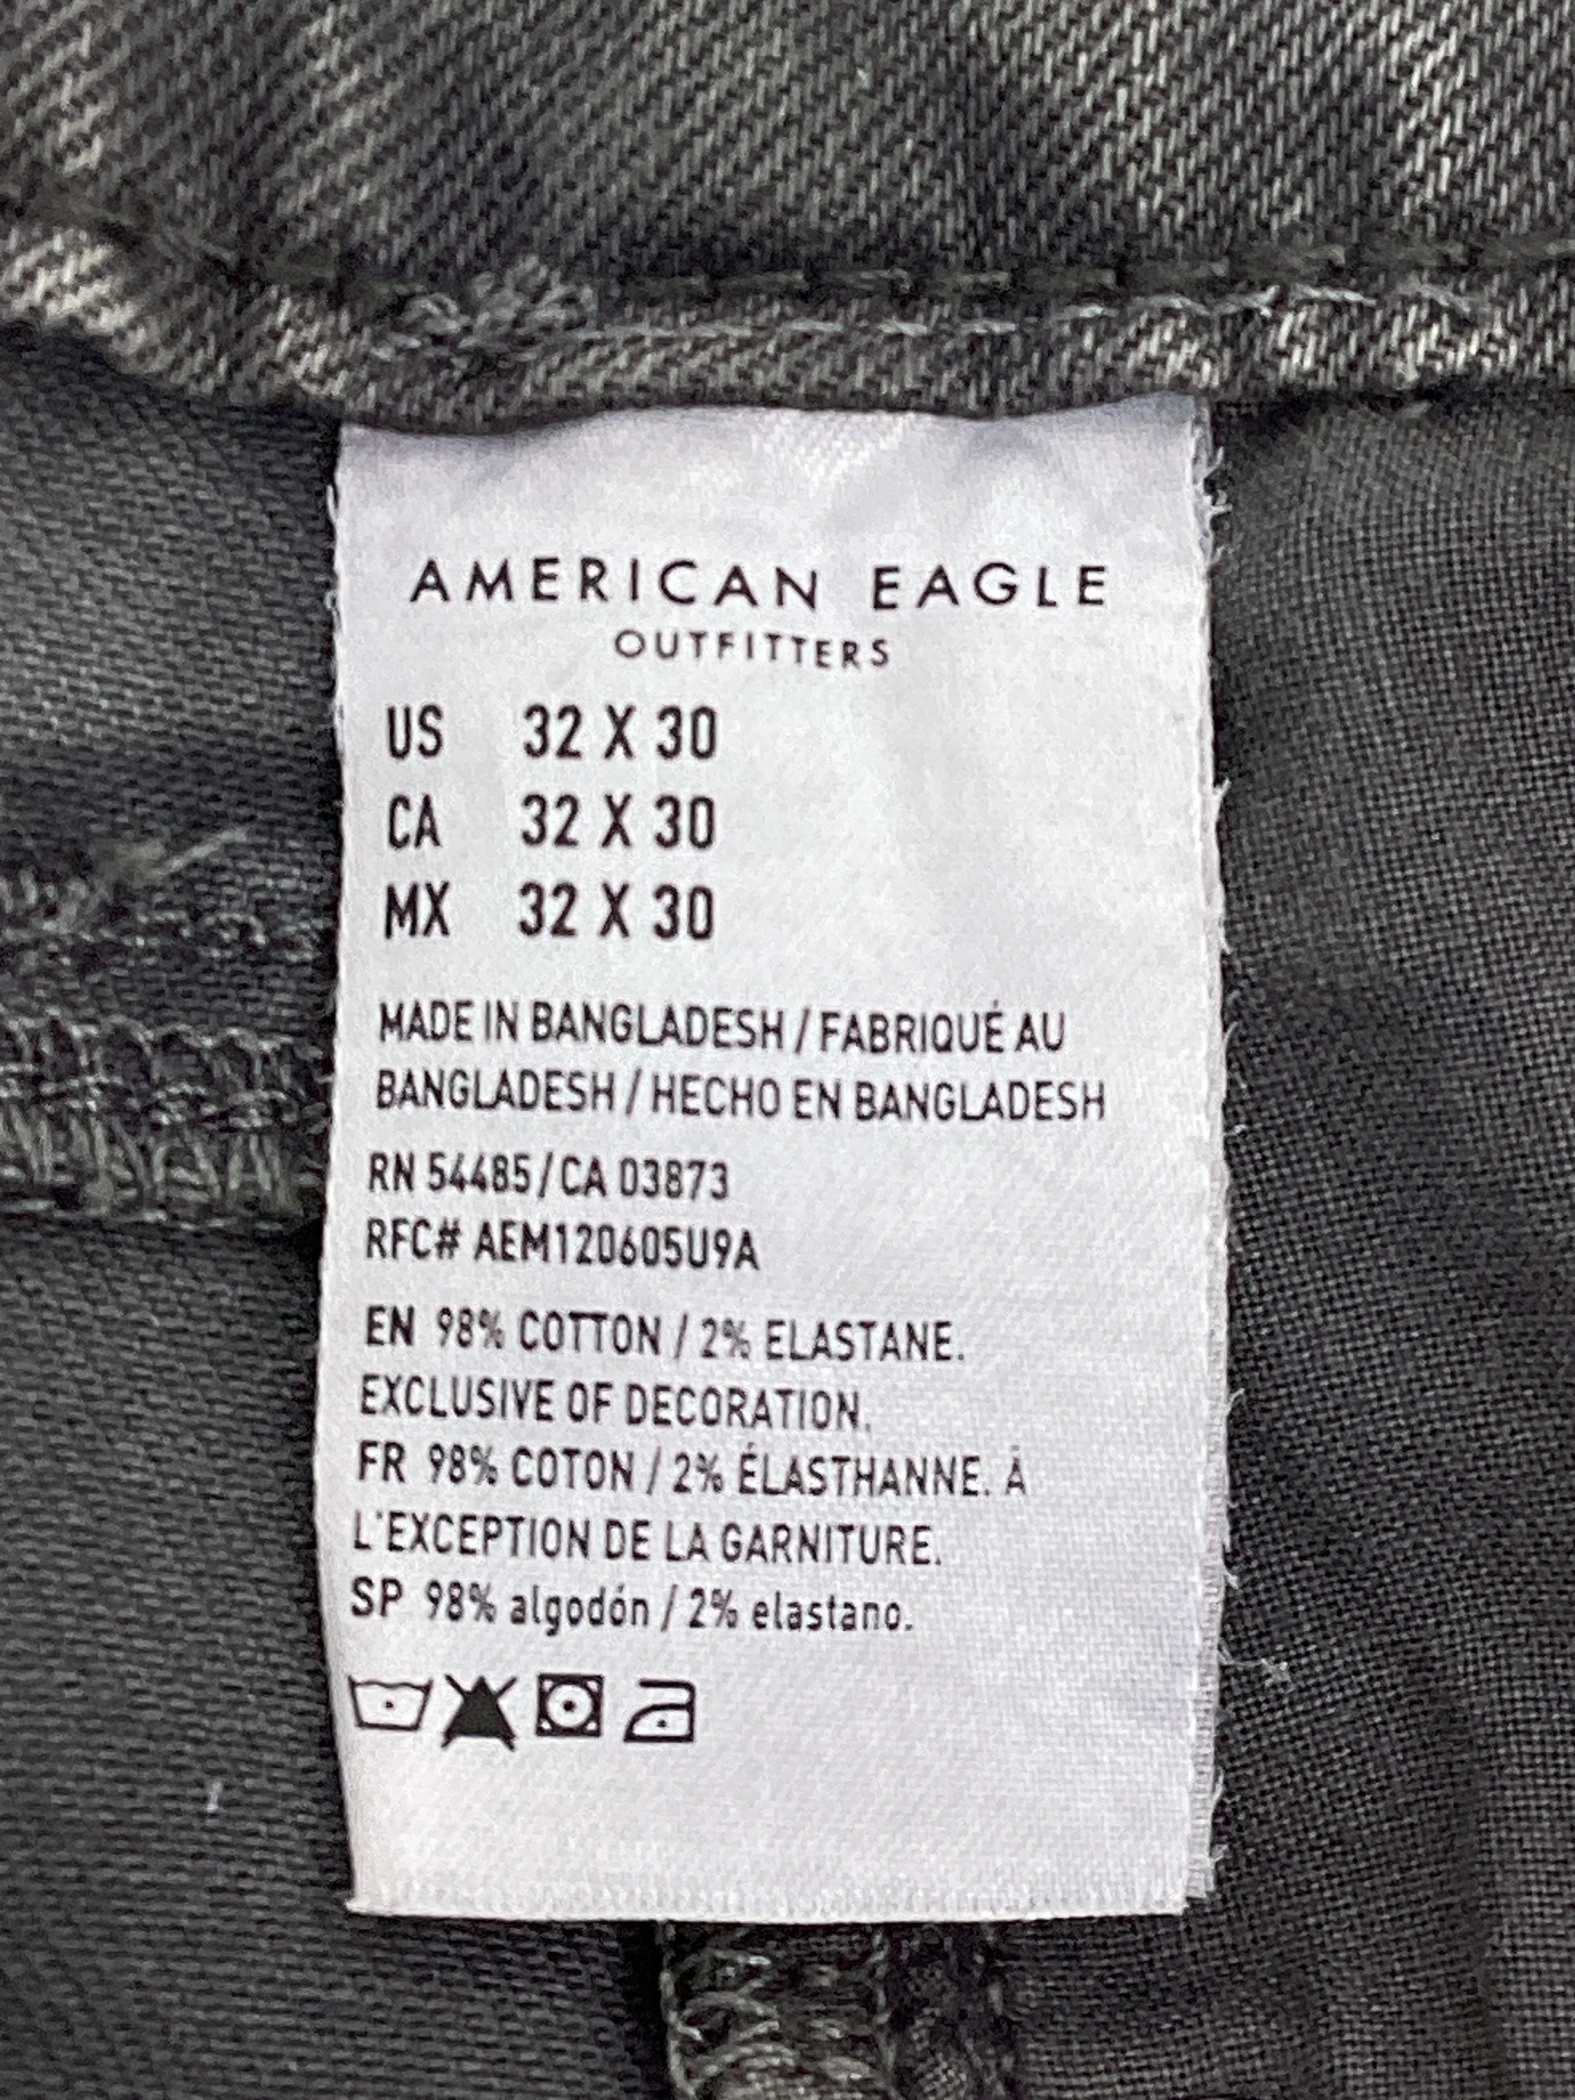 AMERICAN EAGLE
OUTFITTERS
US 32 X 30
CA 32 X 30
MX 32 X 30
MADE IN BANGLADESH / FABRIQUÉ AU
BANGLADESH / HECHO EN BANGLADESH
RN 54485 / CA 03873
RFC# AEM120605U9A
EN 98% COTTON / 2% ELASTANE.
EXCLUSIVE OF DECORATION.
FR 98% COTON / 2% ÉLASTHANNE. À
L'EXCEPTION DE LA GARNITURE.
SP 98% algodón / 2% elastano.